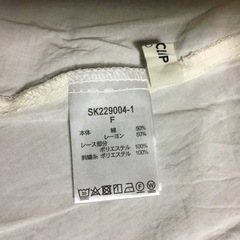 CLIP
SK229004-1
F
本体 綿 50%
レーヨン 50%
レース部分 ポリエステル 100%
刺繍糸 ポリエステル 100%